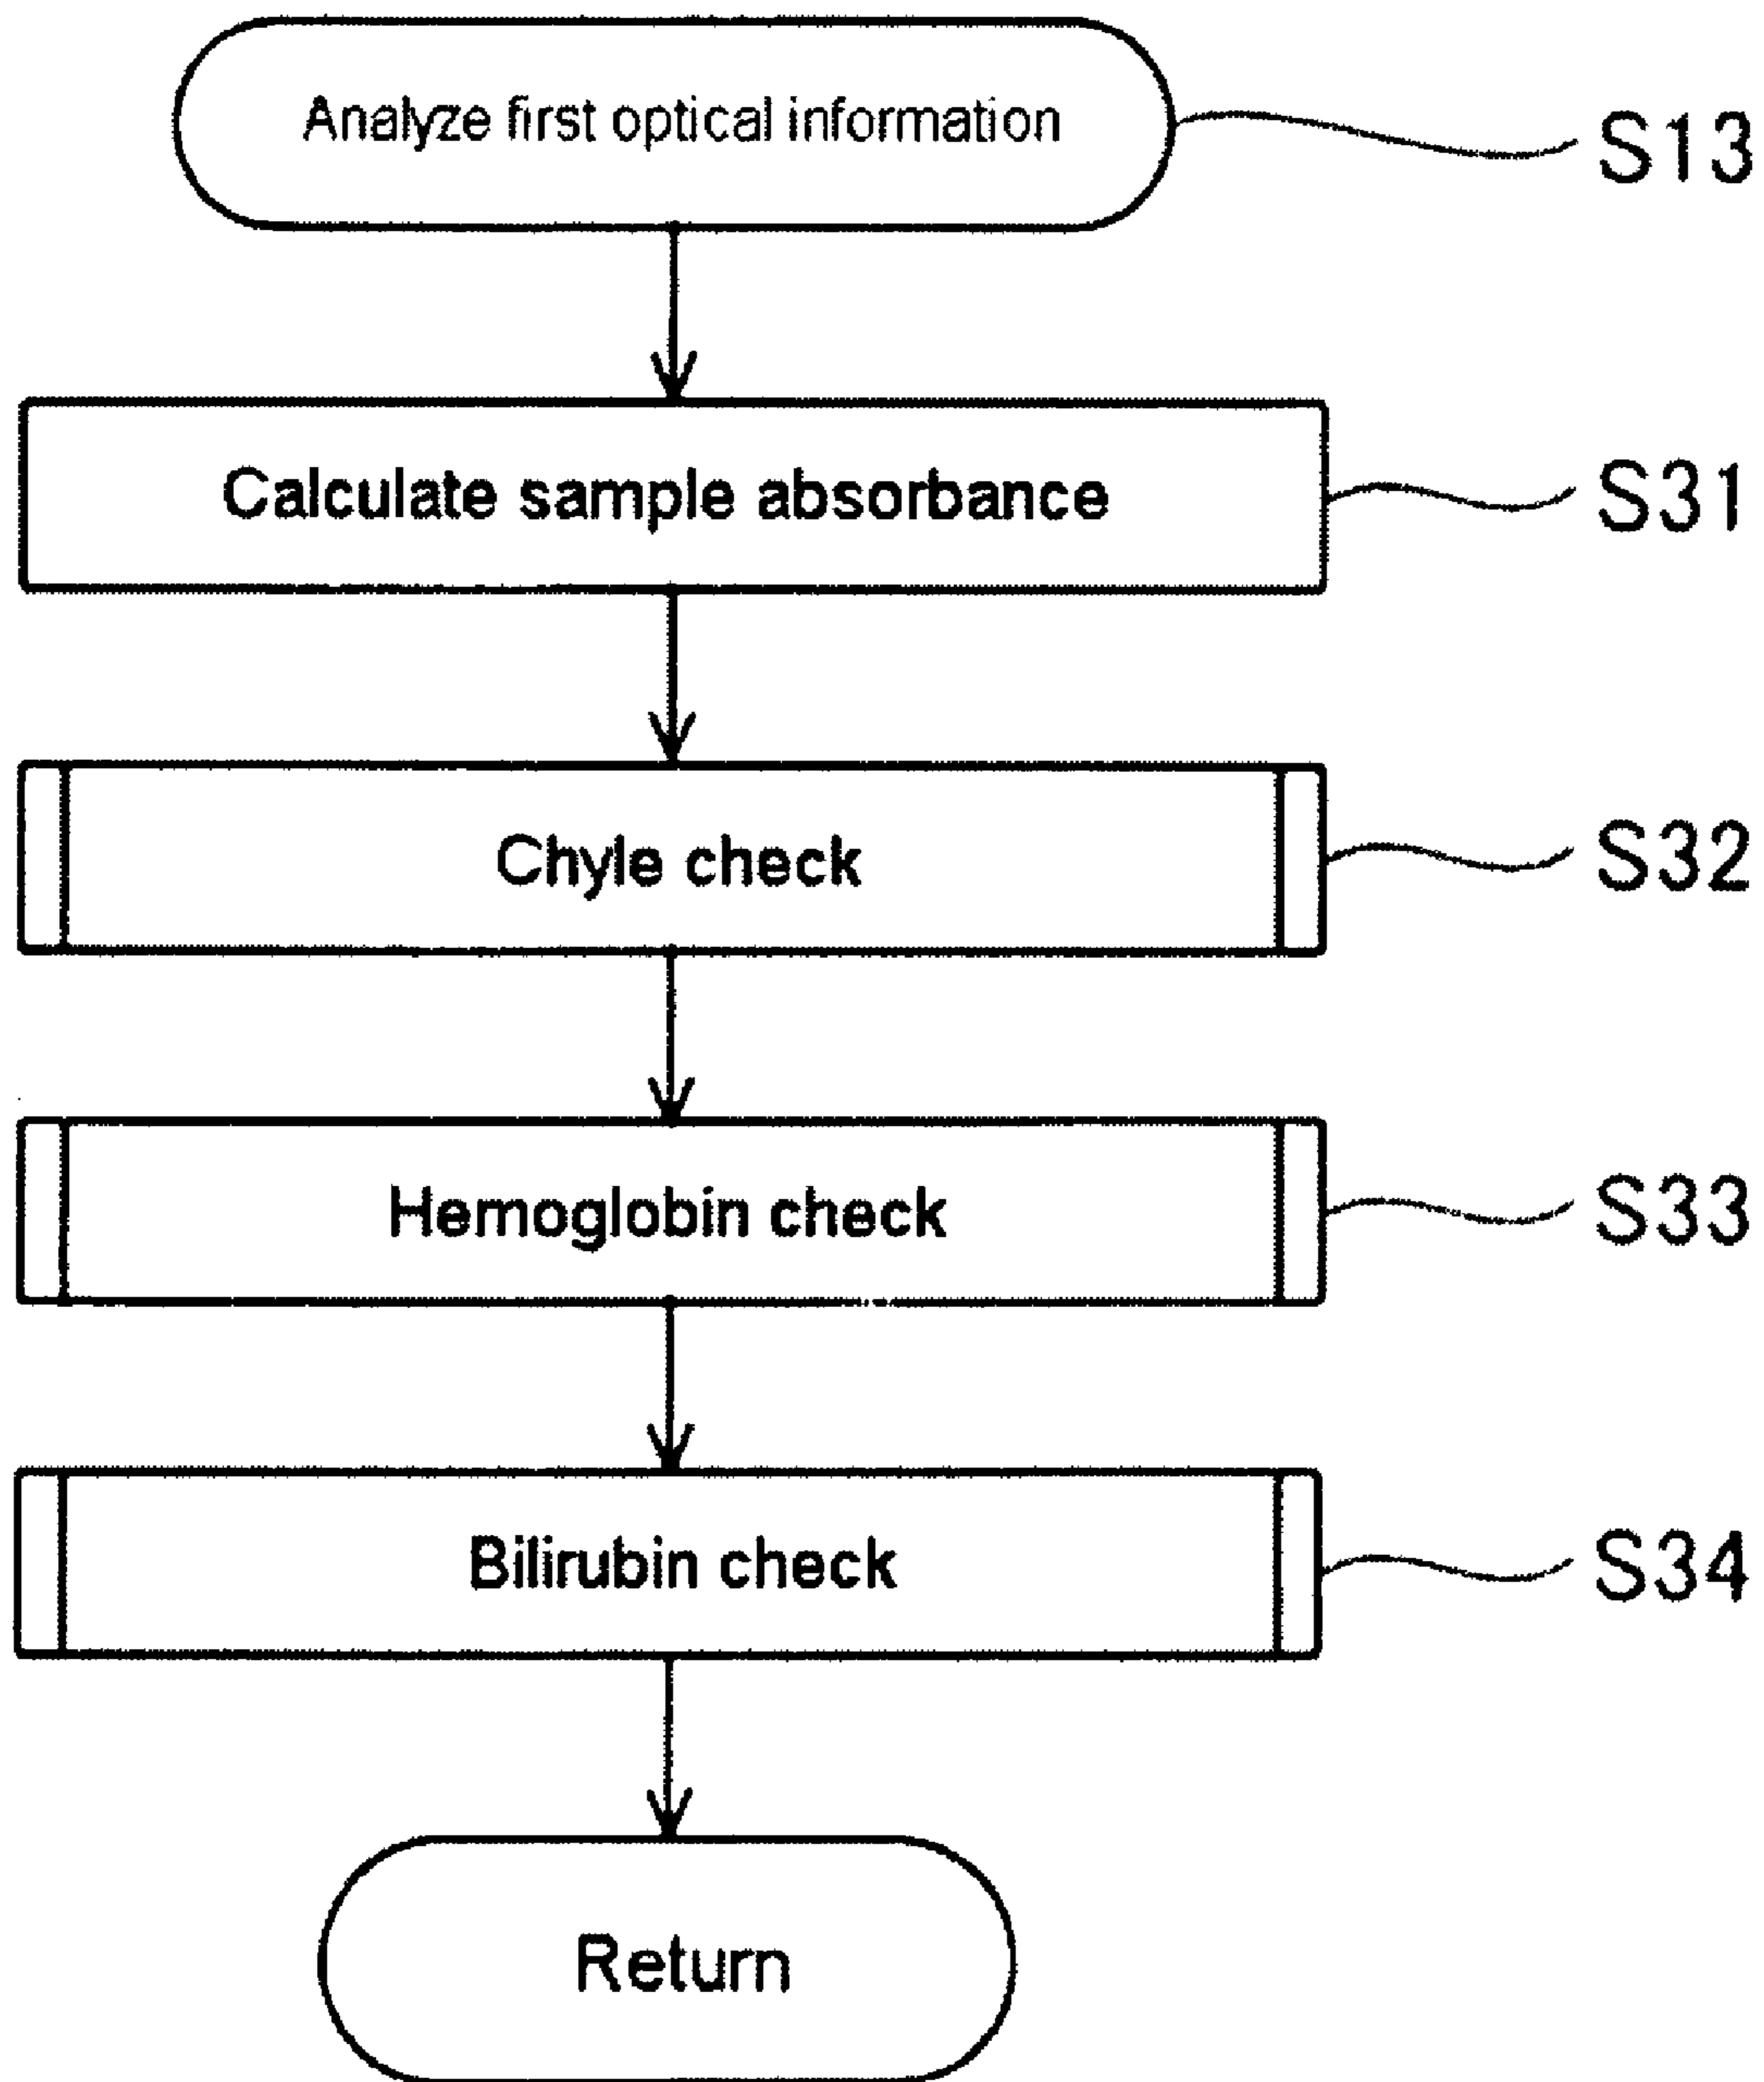 Analyze first optical information
S13
Calculate sample absorbance
S31
Chyle check
S32
Hemoglobin check
S33
Bilirubin check
S34
Return